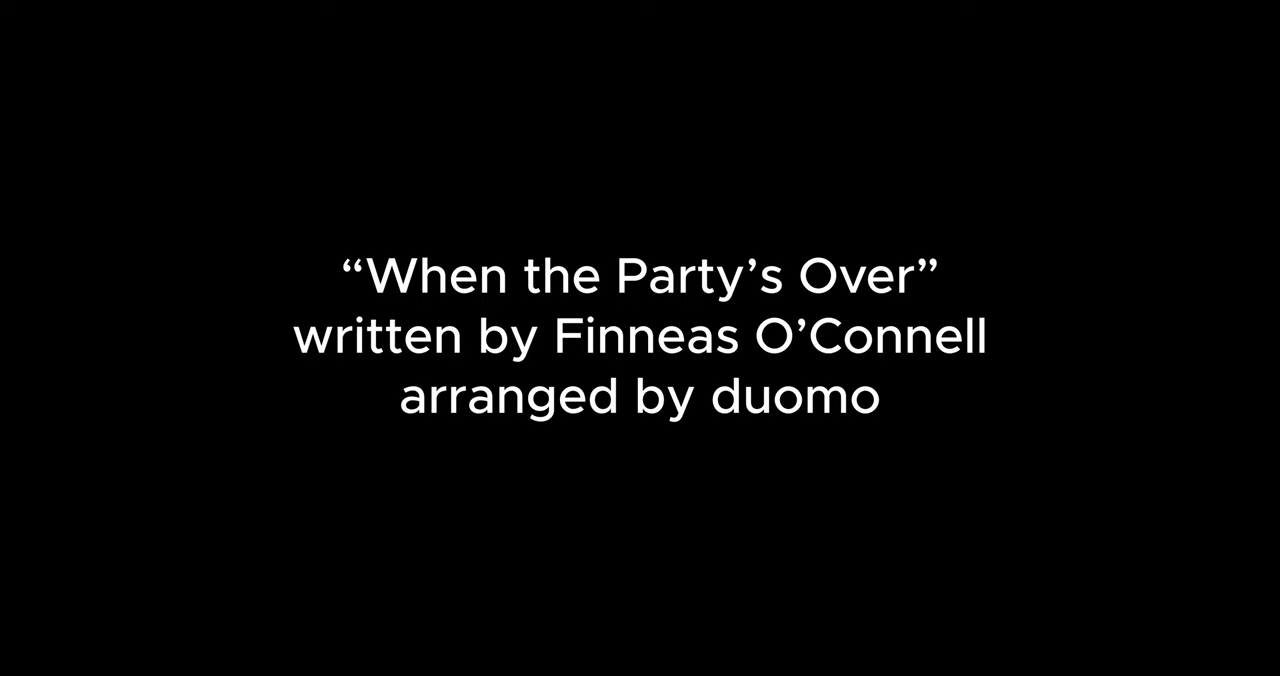 “When the Party’s Over”
written by Finneas O’Connell
arranged by duomo